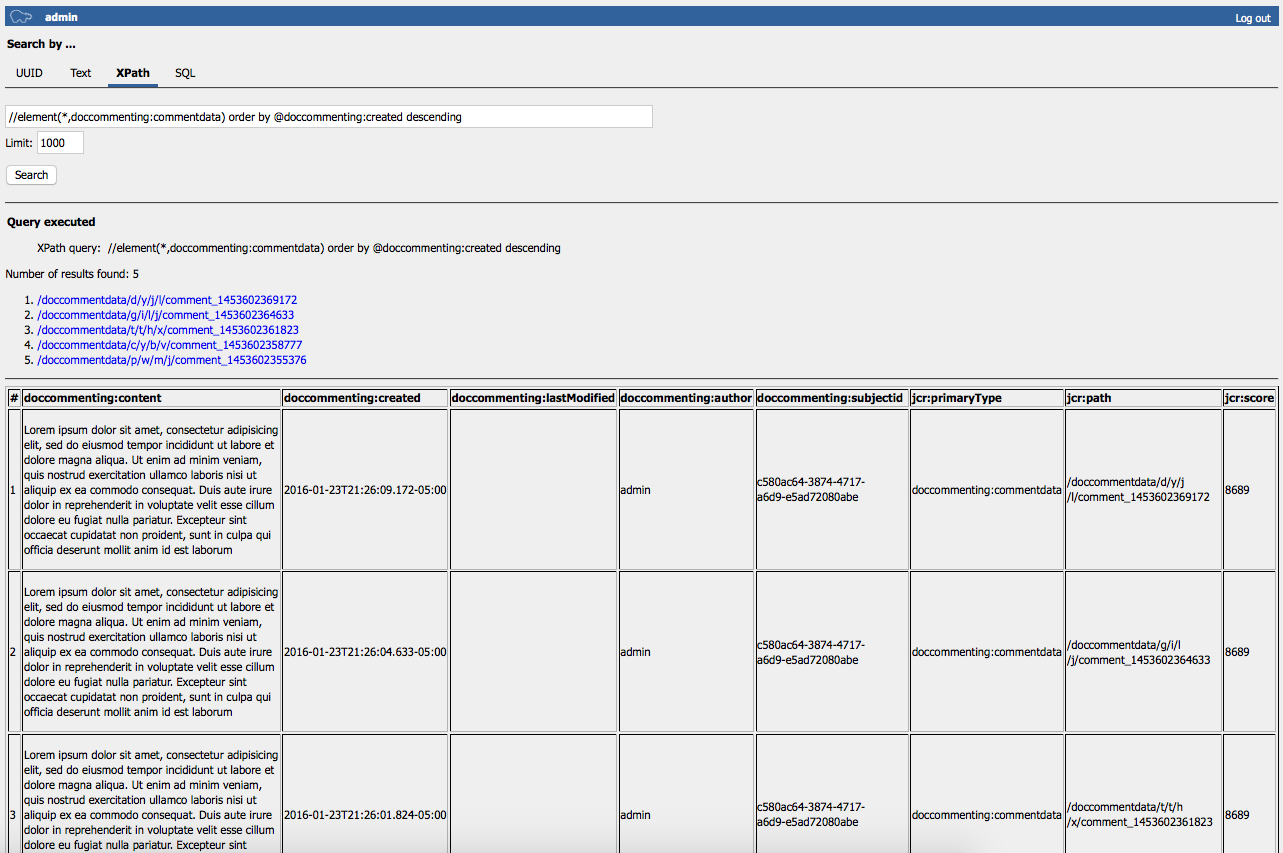 admin
Log out
Search by ...
UUID Text XPath SQL
//element(*,doccommenting:commentdata) order by @doccommenting:created descending
Limit: 1000
Search
Query executed
XPath query: //element(*,doccommenting:commentdata) order by @doccommenting:created descending
Number of results found: 5
1. /doccommentdata/d/y/j/l/comment_1453602369172
2. /doccommentdata/g/i/l/j/comment_1453602364633
3. /doccommentdata/t/t/h/x/comment_1453602361823
4. /doccommentdata/c/y/b/v/comment_1453602358777
5. /doccommentdata/p/w/m/j/comment_1453602355376
# doccommenting:content doccommenting:created doccommenting:lastModified doccommenting:author doccommenting:subjectid jcr:primaryType jcr:path jcr:score
1
Lorem ipsum dolor sit amet, consectetur adipisicing
elit, sed do eiusmod tempor incididunt ut labore et
dolore magna aliqua. Ut enim ad minim veniam,
quis nostrud exercitation ullamco laboris nisi ut
aliquip ex ea commodo consequat. Duis aute irure
dolor in reprehenderit in voluptate velit esse cillum
dolore eu fugiat nulla pariatur. Excepteur sint
occaecat cupidatat non proident, sunt in culpa qui
officia deserunt mollit anim id est laborum
2016-01-23T21:26:09.172-05:00
admin
c580ac64-3874-4717-
a6d9-e5ad72080abe
doccommenting:commentdata
/doccommentdata/d/y/j
/l/comment_1453602369172
8689
2
Lorem ipsum dolor sit amet, consectetur adipisicing
elit, sed do eiusmod tempor incididunt ut labore et
dolore magna aliqua. Ut enim ad minim veniam,
quis nostrud exercitation ullamco laboris nisi ut
aliquip ex ea commodo consequat. Duis aute irure
dolor in reprehenderit in voluptate velit esse cillum
dolore eu fugiat nulla pariatur. Excepteur sint
occaecat cupidatat non proident, sunt in culpa qui
officia deserunt mollit anim id est laborum
2016-01-23T21:26:04.633-05:00
admin
c580ac64-3874-4717-
a6d9-e5ad72080abe
doccommenting:commentdata
/doccommentdata/g/i/l
/j/comment_1453602364633
8689
3
Lorem ipsum dolor sit amet, consectetur adipisicing
elit, sed do eiusmod tempor incididunt ut labore et
dolore magna aliqua. Ut enim ad minim veniam,
quis nostrud exercitation ullamco laboris nisi ut
aliquip ex ea commodo consequat. Duis aute irure
dolor in reprehenderit in voluptate velit esse cillum
dolore eu fugiat nulla pariatur. Excepteur sint
2016-01-23T21:26:01.824-05:00
admin
c580ac64-3874-4717-
a6d9-e5ad72080abe
doccommenting:commentdata
/doccommentdata/t/t/h
/x/comment_1453602361823
8689